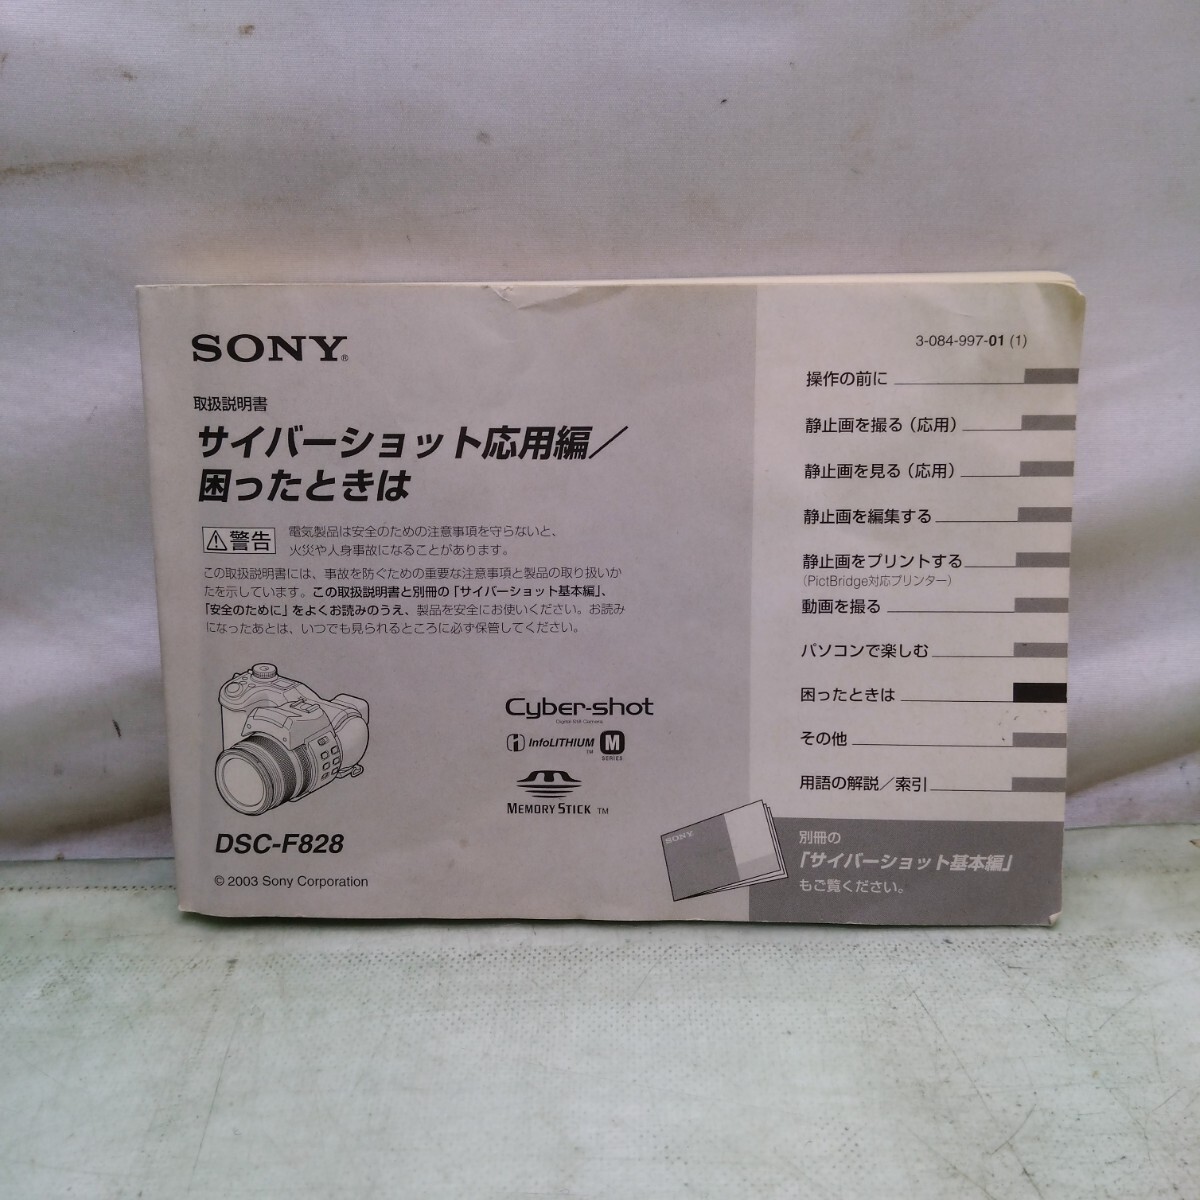 SONY®
取扱説明書
サイバーショット応用編／
困ったときは
警告
電気製品は安全のための注意事項を守らないと、
火災や人身事故になることがあります。
この取扱説明書には、事故を防ぐための重要な注意事項と製品の取り扱いか
たを示しています。この取扱説明書と別冊の「サイバーショット基本編」、
「安全のために」をよくお読みのうえ、製品を安全にお使いください。お読み
になったあとは、いつでも見られるところに必ず保管してください。
Cyber-shot
Digital Still Camera
InfoLITHIUM TM M SERIES
MEMORY STICK TM
DSC-F828
© 2003 Sony Corporation
3-084-997-01 (1)
操作の前に
静止画を撮る（応用）
静止画を見る（応用）
静止画を編集する
静止画をプリントする
（PictBridge対応プリンター）
動画を撮る
パソコンで楽しむ
困ったときは
その他
用語の解説／索引
SONY
別冊の
「サイバーショット基本編」
もご覧ください。